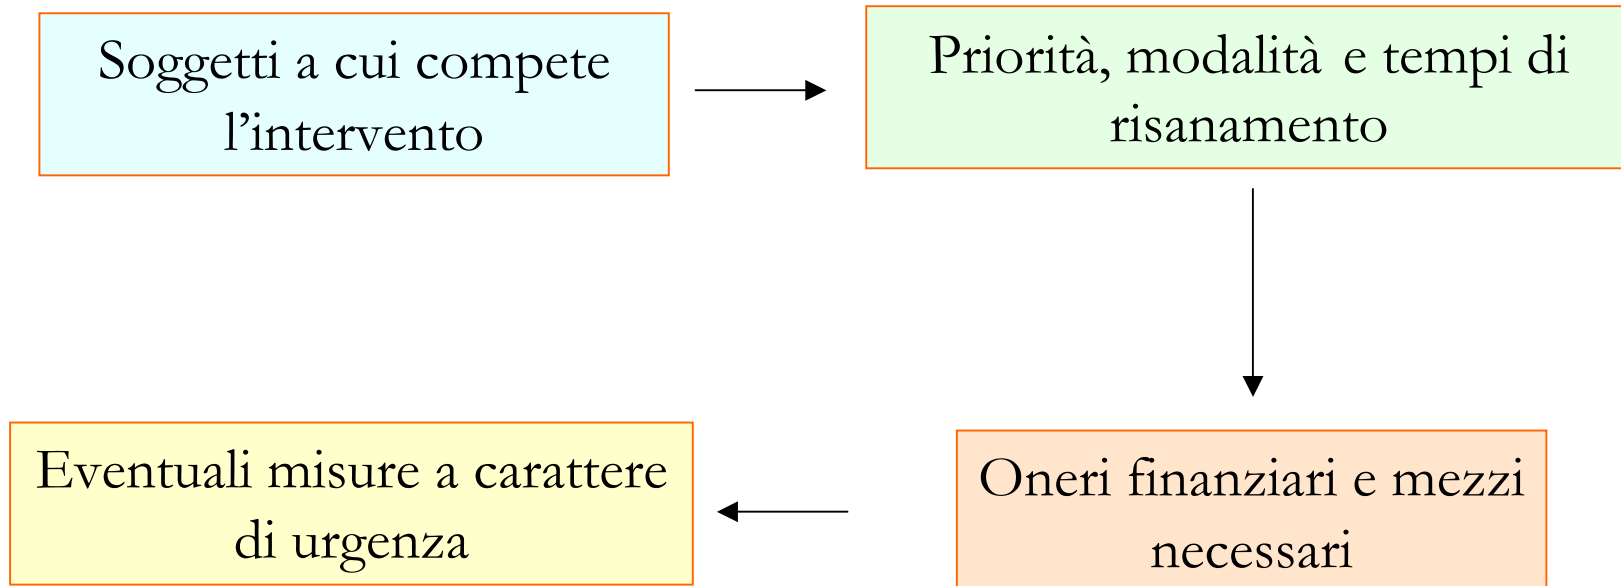 Soggetti a cui compete
l’intervento
Priorità, modalità e tempi di
risanamento
Oneri finanziari e mezzi
necessari
Eventuali misure a carattere
di urgenza